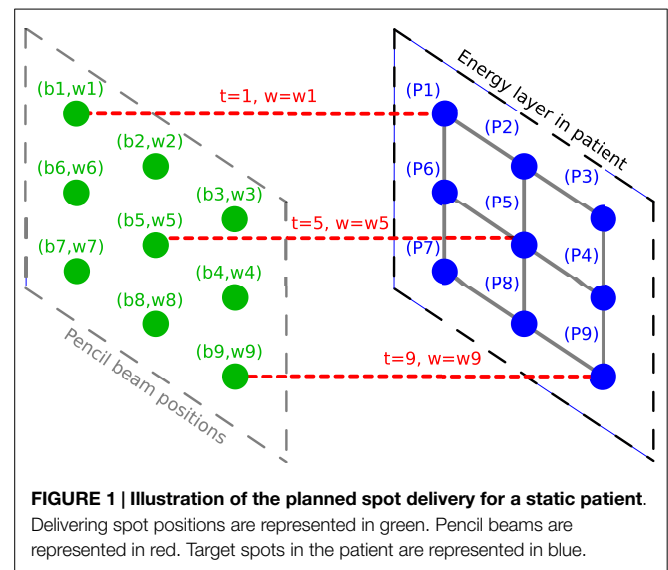 (b1,w1)
t=1, w=w1
(P1)
Energy layer in patient
(b2,w2)
(P2)
(b6,w6)
(P6)
(P3)
(b3,w3)
(b5,w5)
t=5, w=w5
(P5)
(b7,w7)
(P7)
(P4)
(b4,w4)
(b8,w8)
(P8)
(b9,w9)
t=9, w=w9
(P9)
Pencil beam positions
FIGURE 1 | Illustration of the planned spot delivery for a static patient.
Delivering spot positions are represented in green. Pencil beams are
represented in red. Target spots in the patient are represented in blue.